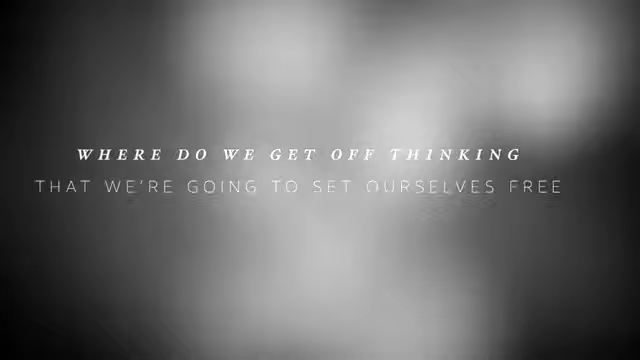 WHERE DO WE GET OFF THINKING
THAT WE'RE GOING TO SET OURSELVES FREE